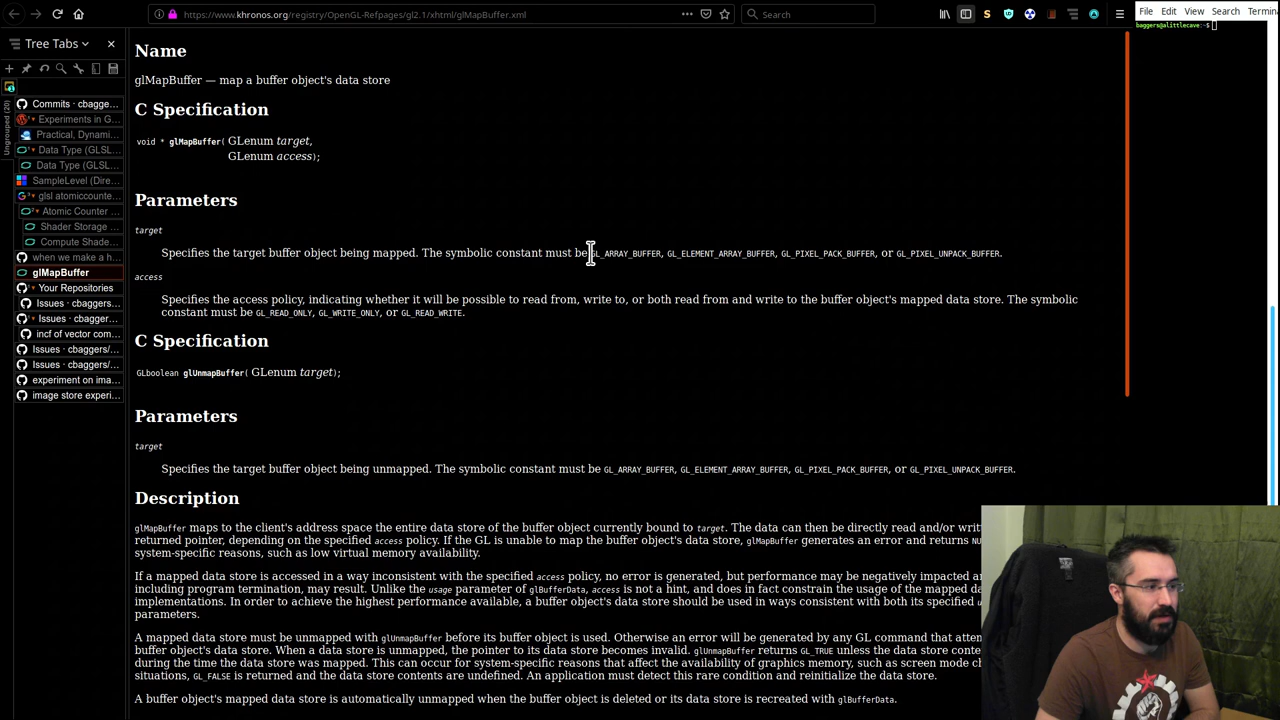 https://www.khronos.org/registry/OpenGL-Refpages/gl2.1/xhtml/glMapBuffer.xml
Search
File Edit View Search Termin
baggers@alittlecave:~$
Tree Tabs
Ungrouped (20)
Commits · cbagge...
Experiments in G...
Practical, Dynami...
Data Type (GLSL...
Data Type (GLSL...
SampleLevel (Dire...
glsl atomiccounte...
Atomic Counter ...
Shader Storage ...
Compute Shade...
when we make a h...
glMapBuffer
Your Repositories
Issues · cbaggers/...
Issues · cbagger...
incf of vector com...
Issues · cbaggers/...
Issues · cbaggers/...
experiment on ima...
image store experi...
Name
glMapBuffer — map a buffer object's data store
C Specification
void * glMapBuffer( GLenum target,
GLenum access);
Parameters
target
Specifies the target buffer object being mapped. The symbolic constant must be GL_ARRAY_BUFFER, GL_ELEMENT_ARRAY_BUFFER, GL_PIXEL_PACK_BUFFER, or GL_PIXEL_UNPACK_BUFFER.
access
Specifies the access policy, indicating whether it will be possible to read from, write to, or both read from and write to the buffer object's mapped data store. The symbolic
constant must be GL_READ_ONLY, GL_WRITE_ONLY, or GL_READ_WRITE.
C Specification
GLboolean glUnmapBuffer( GLenum target);
Parameters
target
Specifies the target buffer object being unmapped. The symbolic constant must be GL_ARRAY_BUFFER, GL_ELEMENT_ARRAY_BUFFER, GL_PIXEL_PACK_BUFFER, or GL_PIXEL_UNPACK_BUFFER.
Description
glMapBuffer maps to the client's address space the entire data store of the buffer object currently bound to target. The data can then be directly read and/or writ
returned pointer, depending on the specified access policy. If the GL is unable to map the buffer object's data store, glMapBuffer generates an error and returns NU
system-specific reasons, such as low virtual memory availability.
If a mapped data store is accessed in a way inconsistent with the specified access policy, no error is generated, but performance may be negatively impacted an
including program termination, may result. Unlike the usage parameter of glBufferData, access is not a hint, and does in fact constrain the usage of the mapped da
implementations. In order to achieve the highest performance available, a buffer object's data store should be used in ways consistent with both its specified u
parameters.
A mapped data store must be unmapped with glUnmapBuffer before its buffer object is used. Otherwise an error will be generated by any GL command that atten
buffer object's data store. When a data store is unmapped, the pointer to its data store becomes invalid. glUnmapBuffer returns GL_TRUE unless the data store conte
during the time the data store was mapped. This can occur for system-specific reasons that affect the availability of graphics memory, such as screen mode ch
situations, GL_FALSE is returned and the data store contents are undefined. An application must detect this rare condition and reinitialize the data store.
A buffer object's mapped data store is automatically unmapped when the buffer object is deleted or its data store is recreated with glBufferData.